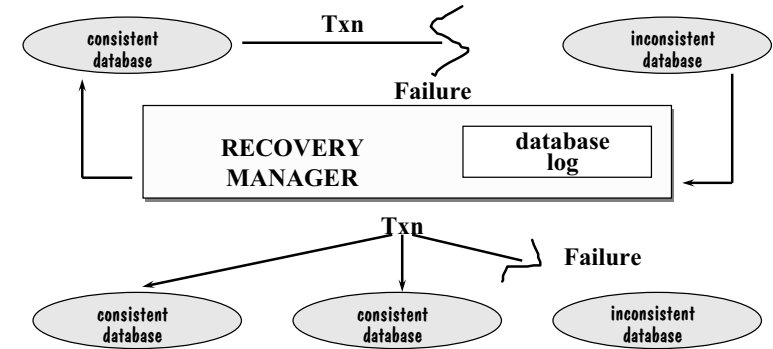 Txn
consistent
database
inconsistent
database
Failure
RECOVERY
MANAGER
database
log
Txn
Failure
consistent
database
consistent
database
inconsistent
database